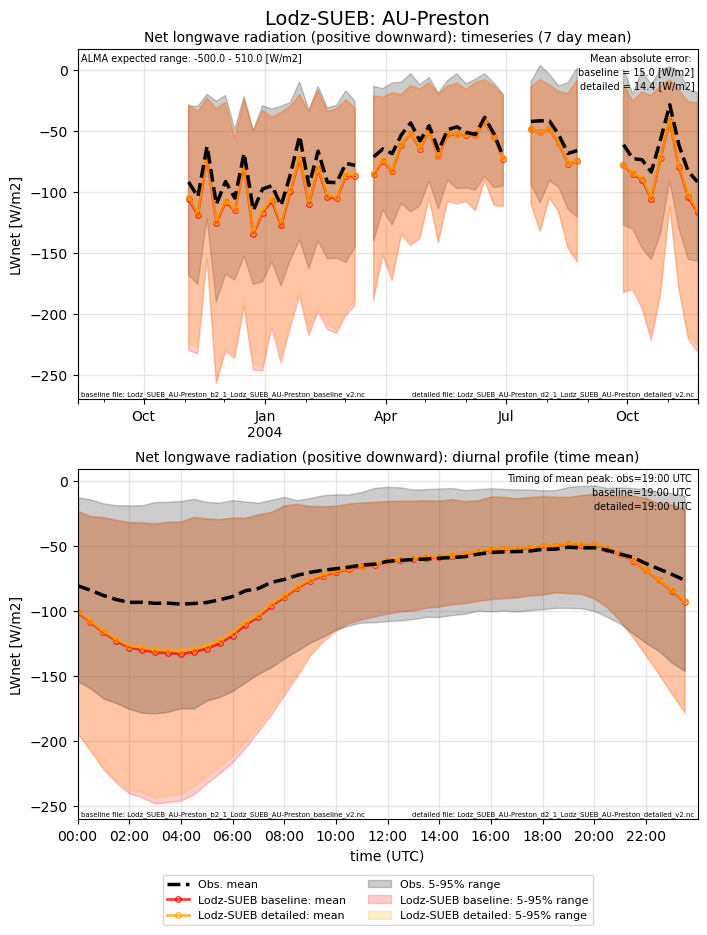 Lodz-SUEB: AU-Preston
Net longwave radiation (positive downward): timeseries (7 day mean)
ALMA expected range: -500.0 - 510.0 [W/m2]
Mean absolute error:
baseline = 15.0 [W/m2]
detailed = 14.4 [W/m2]
0
−50
−100
−150
−200
−250
LWnet [W/m2]
baseline file: Lodz_SUEB_AU-Preston_b2_1_Lodz_SUEB_AU-Preston_baseline_v2.nc
detailed file: Lodz_SUEB_AU-Preston_d2_1_Lodz_SUEB_AU-Preston_detailed_v2.nc
Oct
Jan
2004
Apr
Jul
Oct
Net longwave radiation (positive downward): diurnal profile (time mean)
Timing of mean peak: obs=19:00 UTC
baseline=19:00 UTC
detailed=19:00 UTC
0
−50
−100
−150
−200
−250
LWnet [W/m2]
baseline file: Lodz_SUEB_AU-Preston_b2_1_Lodz_SUEB_AU-Preston_baseline_v2.nc
detailed file: Lodz_SUEB_AU-Preston_d2_1_Lodz_SUEB_AU-Preston_detailed_v2.nc
00:00 02:00 04:00 06:00 08:00 10:00 12:00 14:00 16:00 18:00 20:00 22:00
time (UTC)
Obs. mean
Lodz-SUEB baseline: mean
Lodz-SUEB detailed: mean
Obs. 5-95% range
Lodz-SUEB baseline: 5-95% range
Lodz-SUEB detailed: 5-95% range